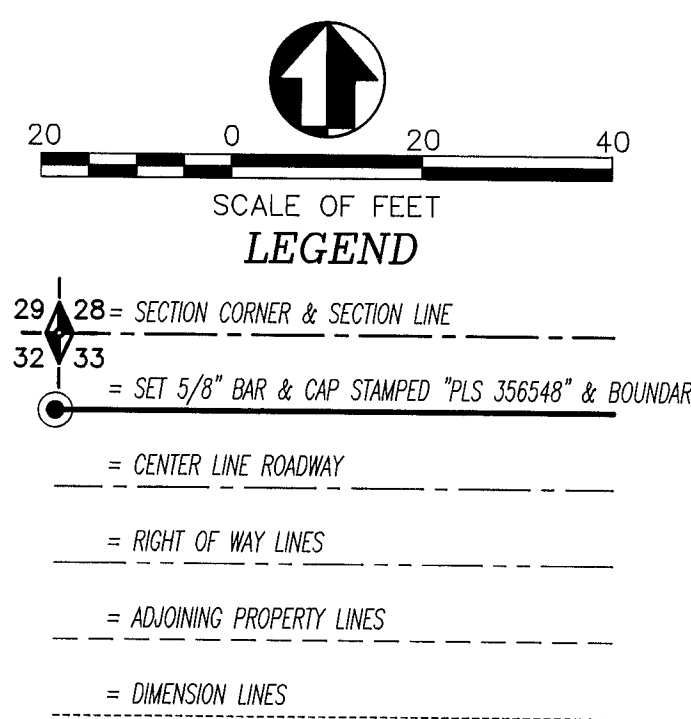 20 0 20 40
SCALE OF FEET
LEGEND
29 28 = SECTION CORNER & SECTION LINE
32 33
= SET 5/8" BAR & CAP STAMPED "PLS 356548" & BOUNDAR
= CENTER LINE ROADWAY
= RIGHT OF WAY LINES
= ADJOINING PROPERTY LINES
= DIMENSION LINES